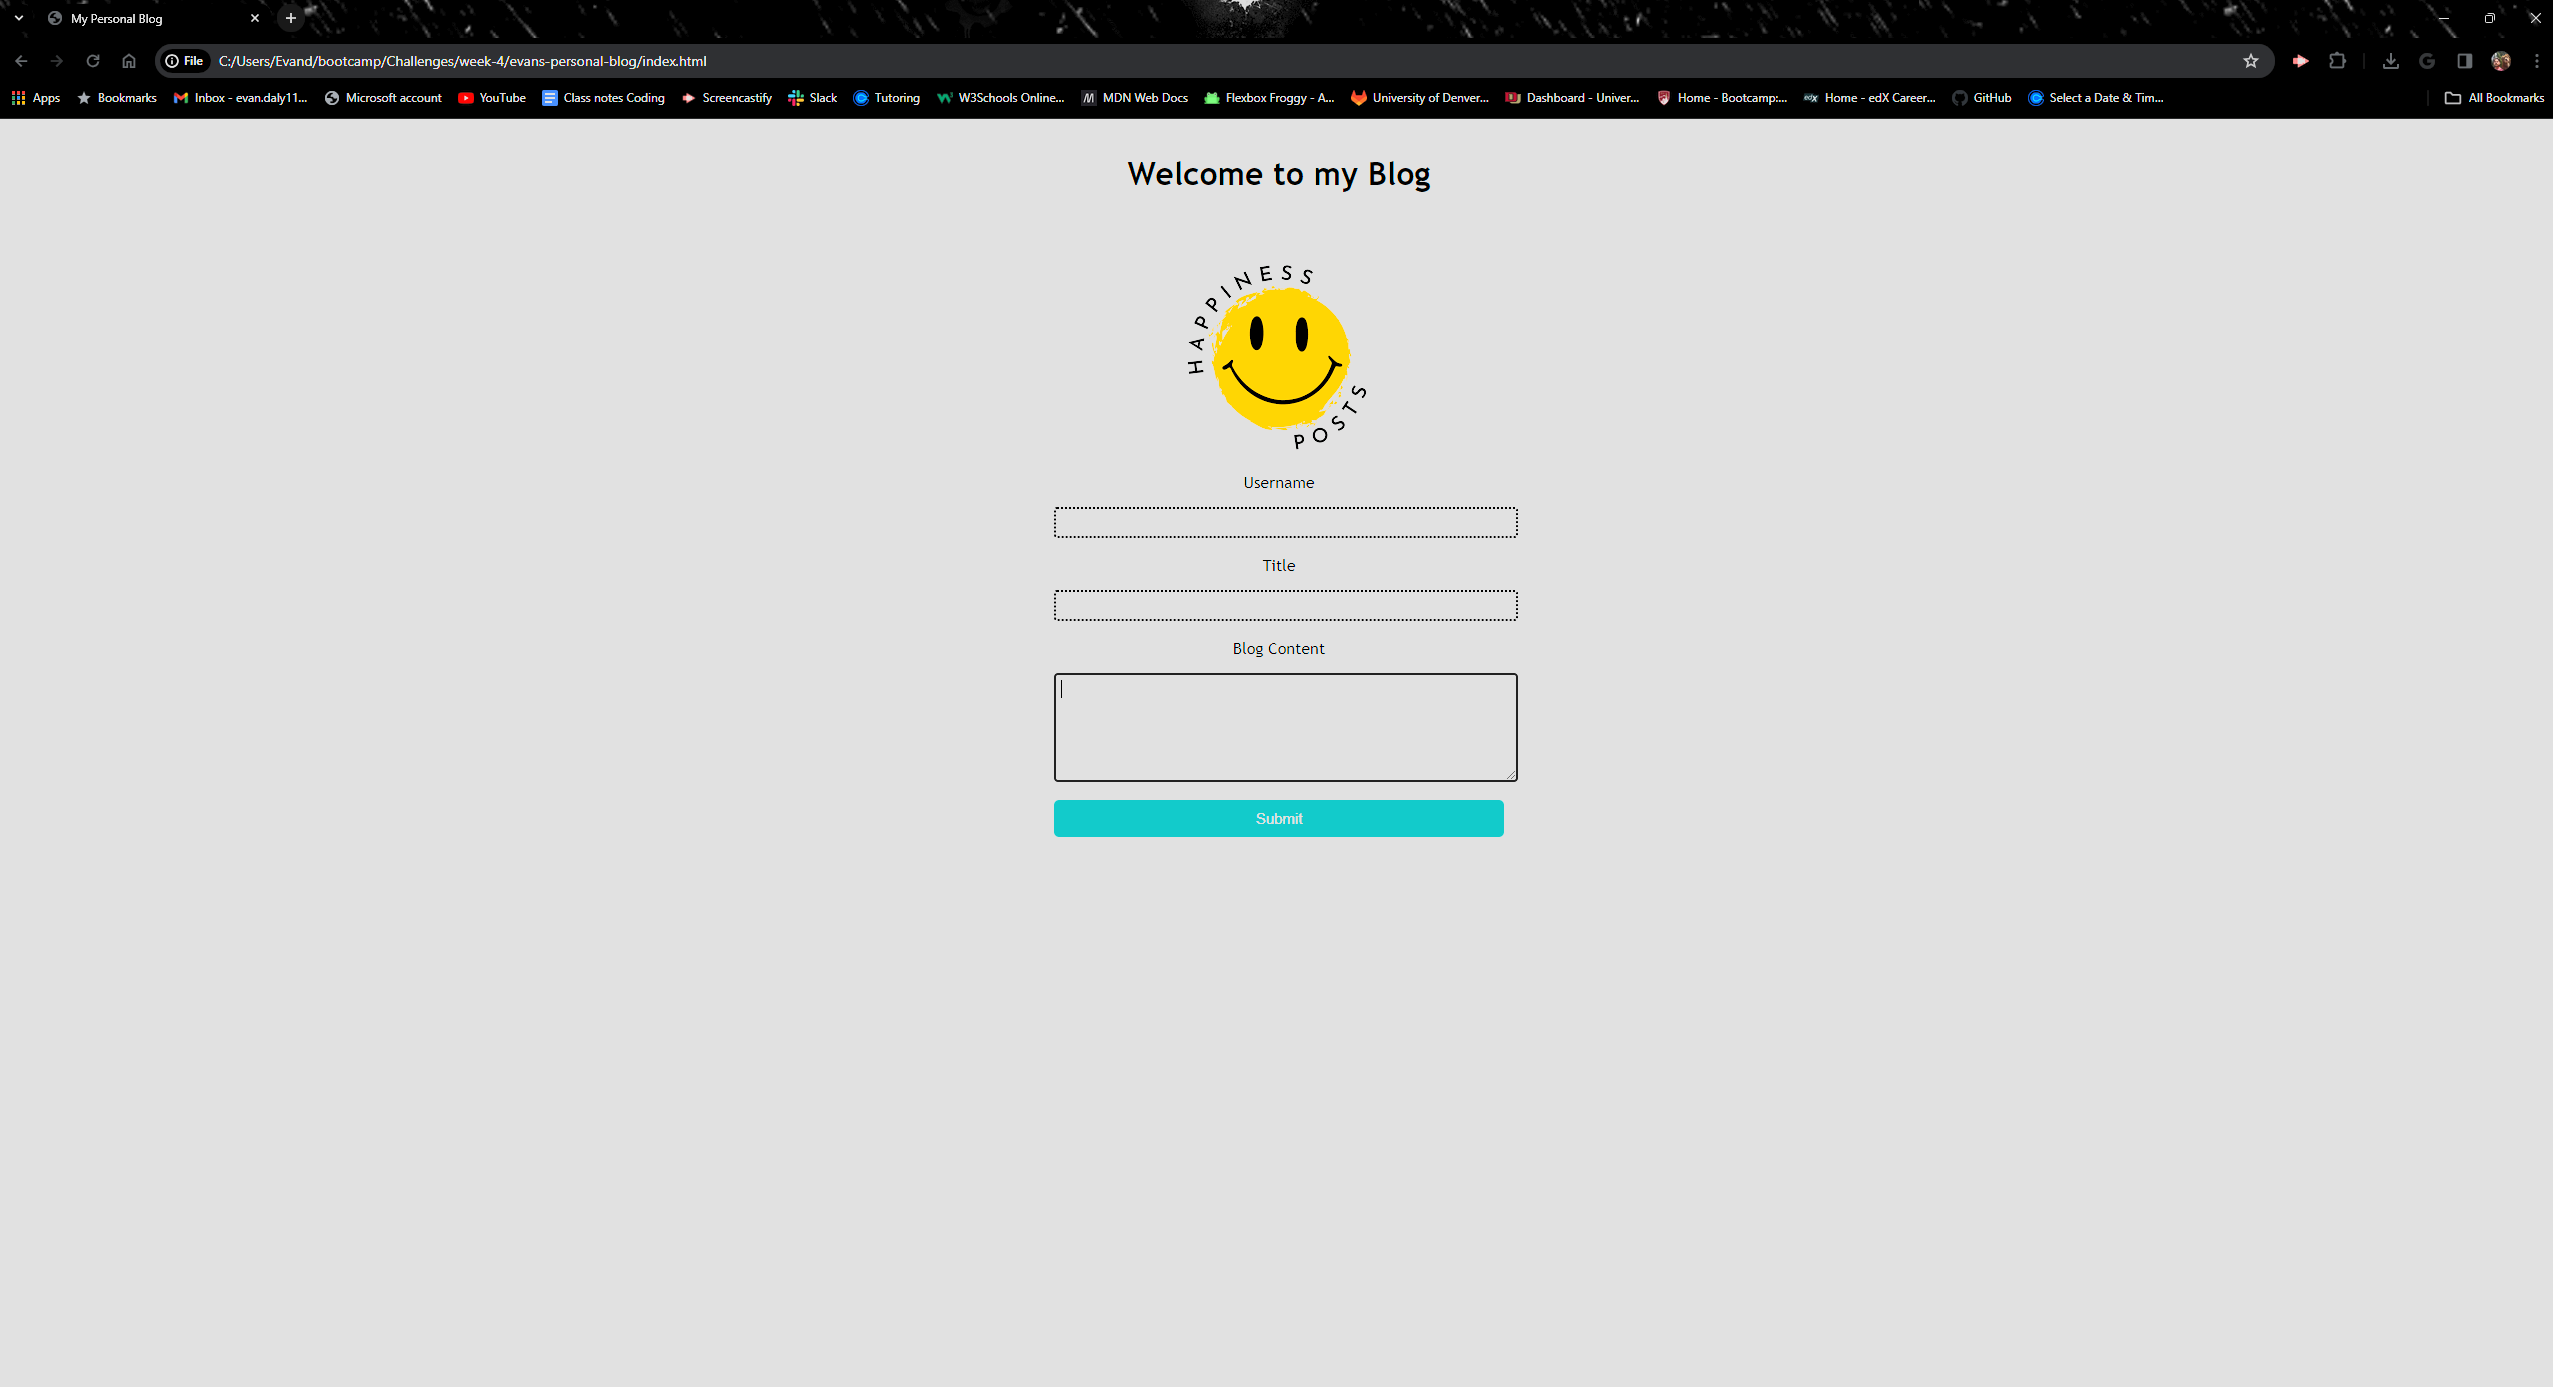 My Personal Blog
File C:/Users/Evand/bootcamp/Challenges/week-4/evans-personal-blog/index.html
Apps Bookmarks Inbox - evan.daly11... Microsoft account YouTube Class notes Coding Screencastify Slack Tutoring W3Schools Online... MDN Web Docs Flexbox Froggy - A... University of Denver... Dashboard - Univer... Home - Bootcamp:... edX Home - edX Career... GitHub Select a Date & Tim... All Bookmarks
Welcome to my Blog
HAPPINESS
POSTS
Username
Title
Blog Content
Submit